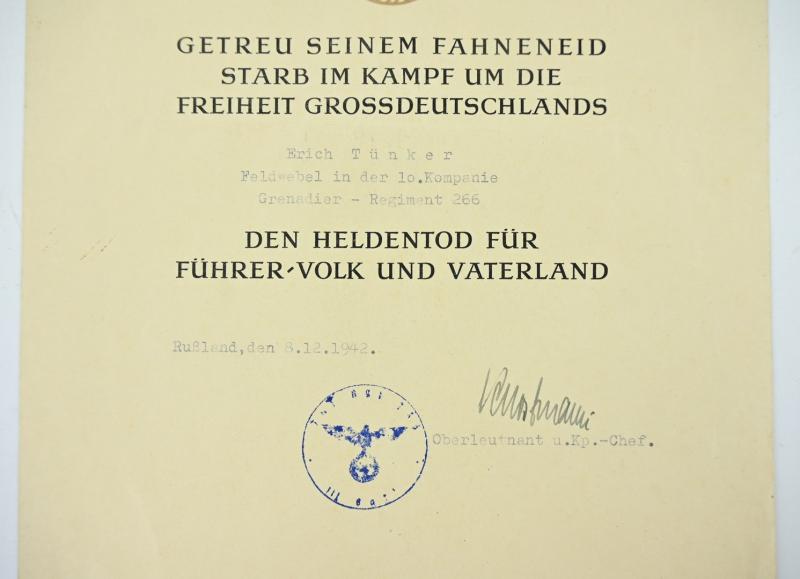 GETREU SEINEM FAHNENEID
STARB IM KAMPF UM DIE
FREIHEIT GROSSDEUTSCHLANDS
Erich Tünker
Feldwebel in der 10.Kompanie
Grenadier - Regiment 266
DEN HELDENTOD FÜR
FÜHRER-VOLK UND VATERLAND
Rußland, den 8.12.1942.
Oberleutnant u.Kp.-Chef.